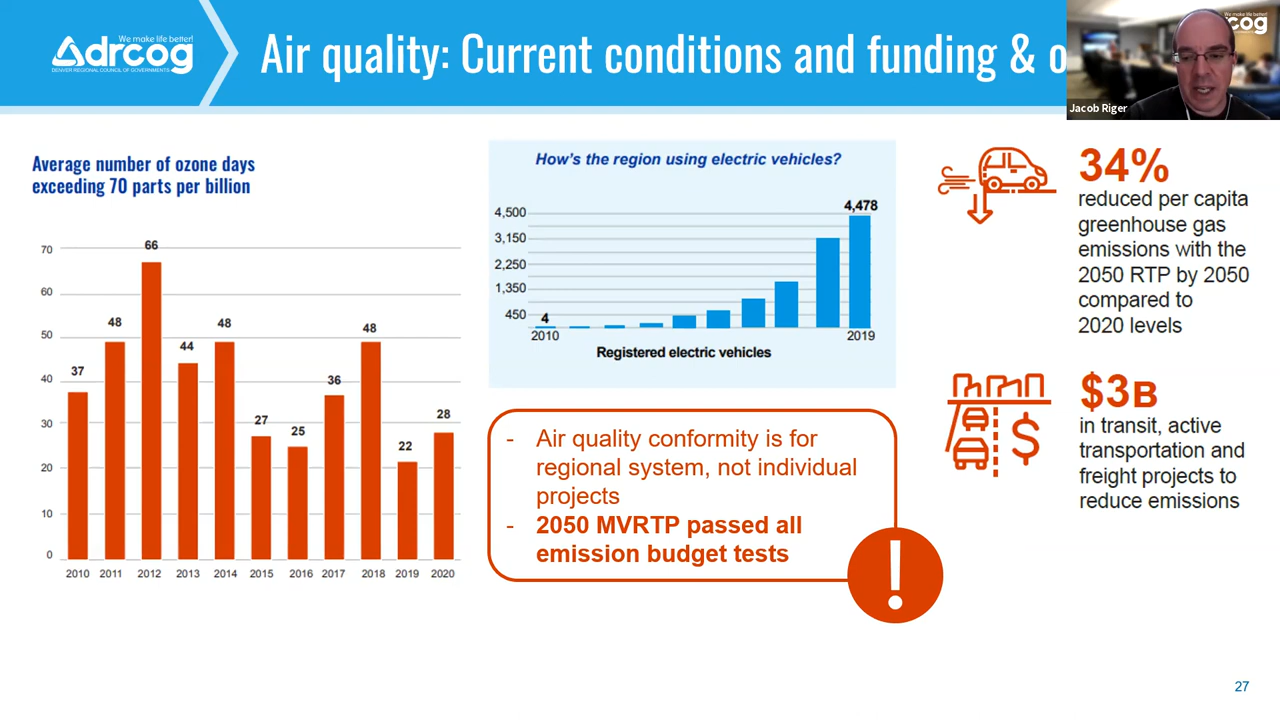 We make life better!
drcog
DENVER REGIONAL COUNCIL OF GOVERNMENTS
Air quality: Current conditions and funding & o
We make life better!
cog
Jacob Riger
Average number of ozone days
exceeding 70 parts per billion
70
60
50
40
30
20
10
0
37
48
66
44
48
27
25
36
48
22
28
2010 2011 2012 2013 2014 2015 2016 2017 2018 2019 2020
How's the region using electric vehicles?
4,500
3,150
2,250
1,350
450
4
4,478
2010 2019
Registered electric vehicles
- Air quality conformity is for
regional system, not individual
projects
- 2050 MVRTP passed all
emission budget tests
!
34%
reduced per capita
greenhouse gas
emissions with the
2050 RTP by 2050
compared to
2020 levels
$
$3B
in transit, active
transportation and
freight projects to
reduce emissions
27